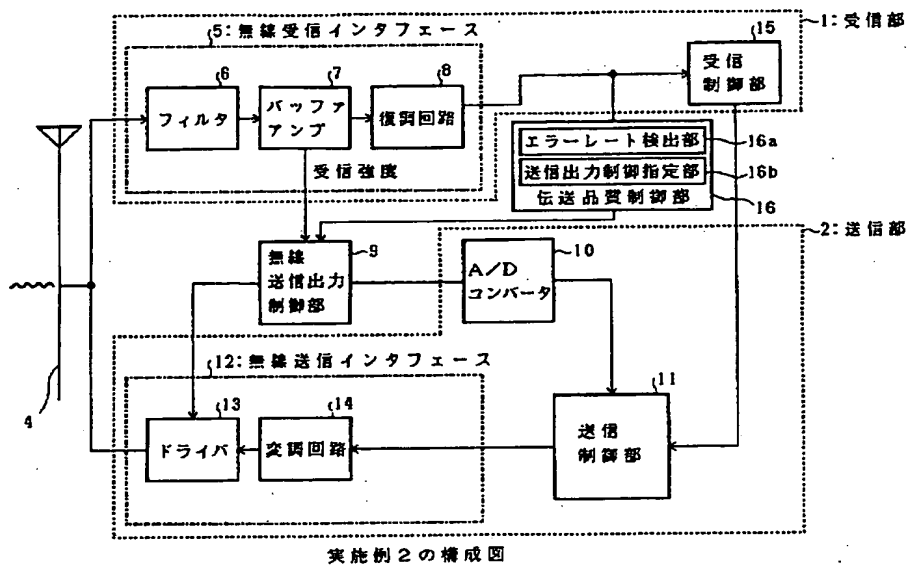 5:無線受信インタフェース
1:受信部
15
受信
制御部
6
フィルタ
7
バッファ
アンプ
8
復調回路
受信強度
エラーレート検出部
16a
送信出力制御指定部
16b
伝送品質制御部
16
2:送信部
9
無線
送信出力
制御部
10
A/D
コンバータ
12:無線送信インタフェース
4
13
ドライバ
14
変調回路
11
送信
制御部
実施例2の構成図